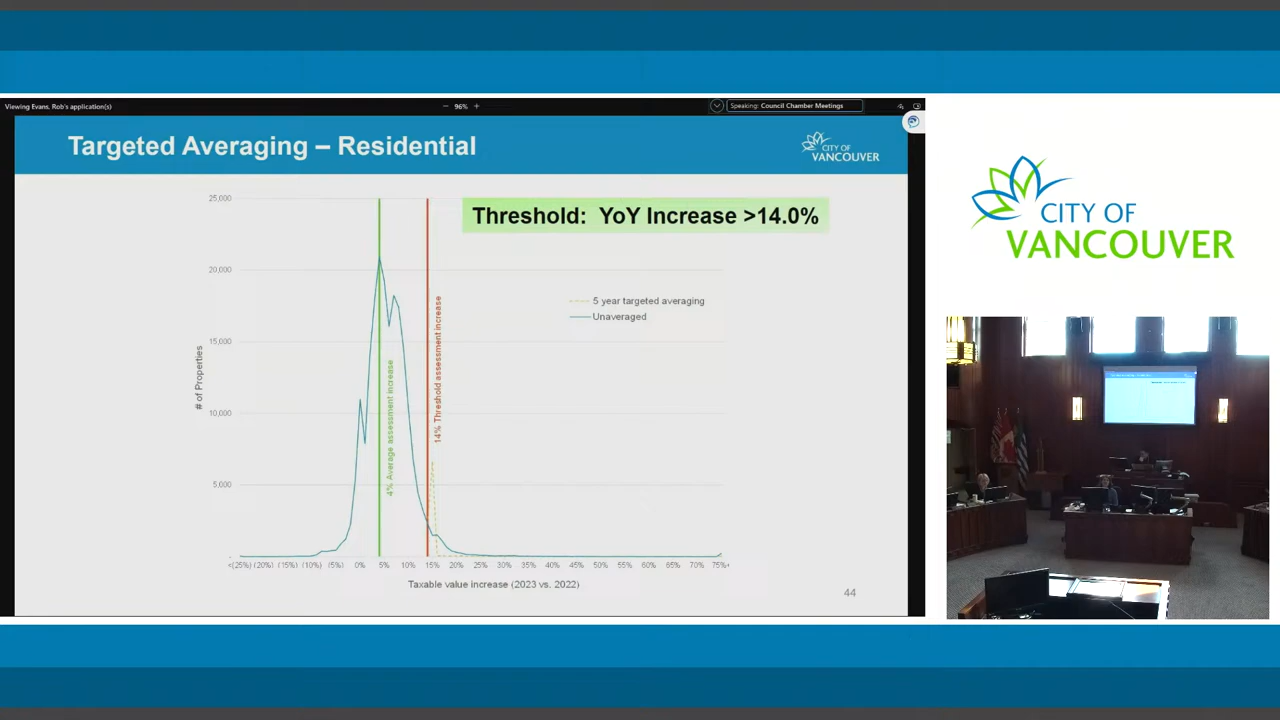 Viewing Evans, Rob's application(s)
96%
Speaking: Council Chamber Meetings
Targeted Averaging – Residential
CITY OF
VANCOUVER
Threshold: YoY Increase >14.0%
25,000
20,000
15,000
10,000
5,000
-
# of Properties
4% Average assessment increase
14% Threshold assessment increase
5 year targeted averaging
Unaveraged
<(25%) (20%) (15%) (10%) (5%) 0% 5% 10% 15% 20% 25% 30% 35% 40% 45% 50% 55% 60% 65% 70% 75%+
Taxable value increase (2023 vs. 2022)
44
CITY OF
VANCOUVER